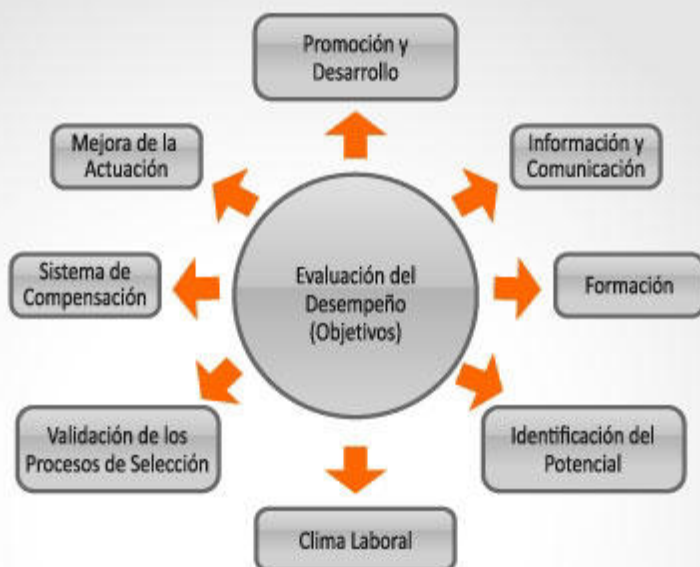 Promoción y
Desarrollo
Mejora de la
Actuación
Información y
Comunicación
Sistema de
Compensación
Evaluación del
Desempeño
(Objetivos)
Formación
Validación de los
Procesos de Selección
Identificación del
Potencial
Clima Laboral